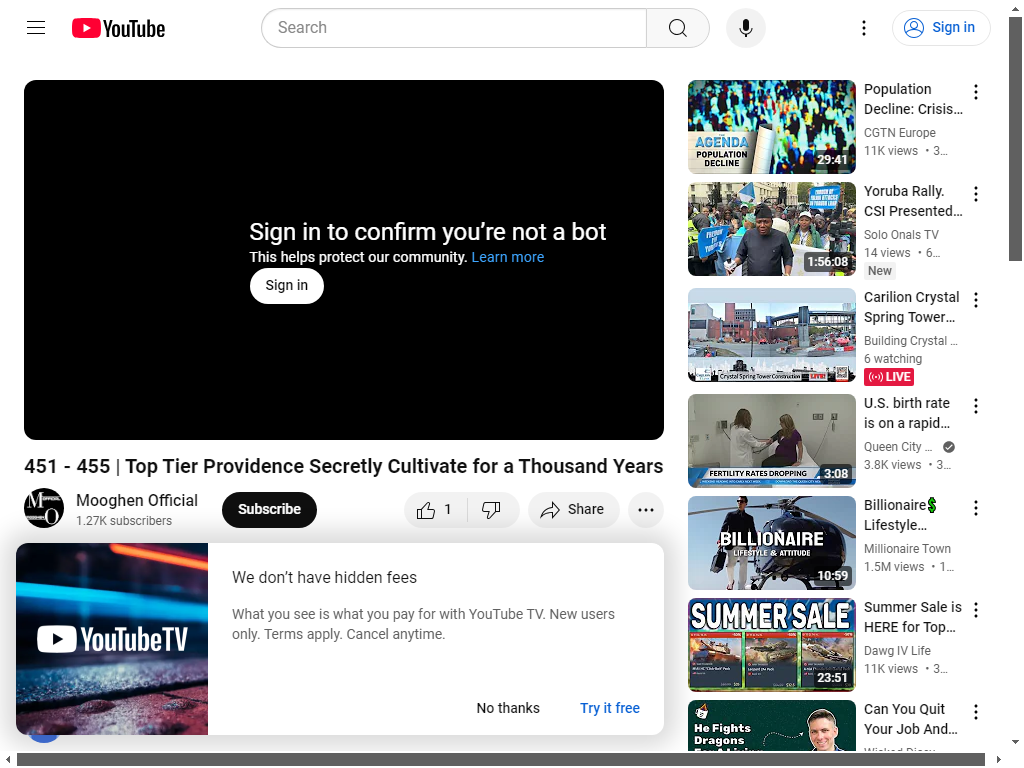 YouTube
Search
Sign in
Sign in to confirm you're not a bot
This helps protect our community. Learn more
Sign in
451 - 455 | Top Tier Providence Secretly Cultivate for a Thousand Years
Mooghen Official
1.27K subscribers
Subscribe
1
Share
YouTubeTV
We don't have hidden fees
What you see is what you pay for with YouTube TV. New users
only. Terms apply. Cancel anytime.
No thanks
Try it free
AGENDA
POPULATION
DECLINE
29:41
Population
Decline: Crisis...
CGTN Europe
11K views • 3...
1:56:08
Yoruba Rally.
CSI Presented...
Solo Onals TV
14 views • 6...
New
Crystal Spring Tower Construction
LIVE!
Carilion Crystal
Spring Tower...
Building Crystal ...
6 watching
LIVE
FERTILITY RATES DROPPING
3:08
U.S. birth rate
is on a rapid...
Queen City ...
3.8K views • 3...
BILLIONAIRE
LIFESTYLE & ATTITUDE
10:59
Billionaire💲
Lifestyle...
Millionaire Town
1.5M views • 1...
SUMMER SALE
23:51
Summer Sale is
HERE for Top...
Dawg IV Life
11K views • 3...
He Fights
Dragons
Can You Quit
Your Job And...